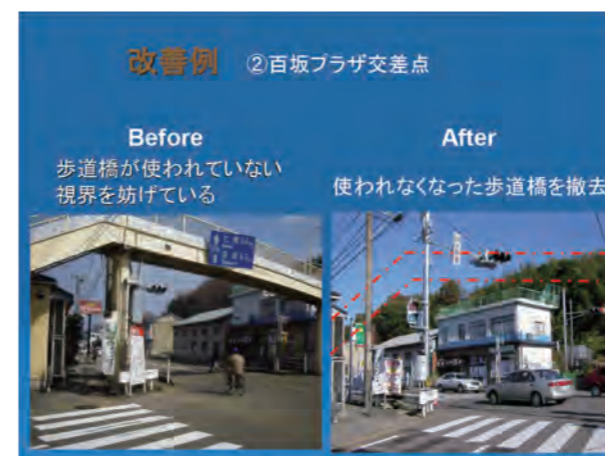 改善例 ②百坂プラザ交差点
Before
歩道橋が使われていない
視界を妨げている
After
使われなくなった歩道橋を撤去